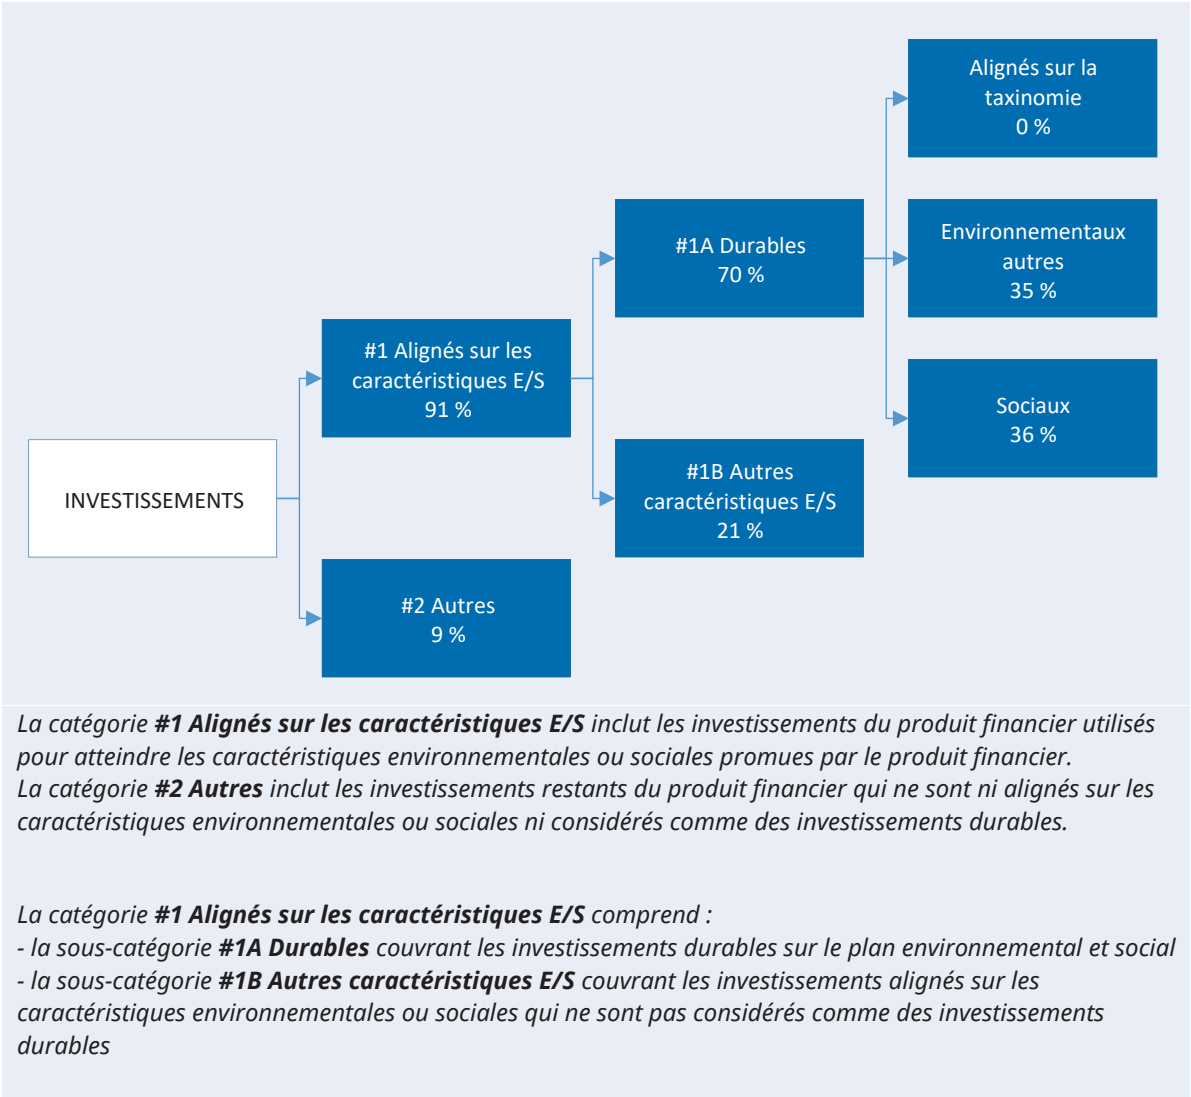 Alignés sur la
taxinomie
0 %
#1A Durables
70 %
Environnementaux
autres
35 %
#1 Alignés sur les
caractéristiques E/S
91 %
Sociaux
36 %
INVESTISSEMENTS
#1B Autres
caractéristiques E/S
21 %
#2 Autres
9 %
La catégorie #1 Alignés sur les caractéristiques E/S inclut les investissements du produit financier utilisés
pour atteindre les caractéristiques environnementales ou sociales promues par le produit financier.
La catégorie #2 Autres inclut les investissements restants du produit financier qui ne sont ni alignés sur les
caractéristiques environnementales ou sociales ni considérés comme des investissements durables.
La catégorie #1 Alignés sur les caractéristiques E/S comprend :
- la sous-catégorie #1A Durables couvrant les investissements durables sur le plan environnemental et social
- la sous-catégorie #1B Autres caractéristiques E/S couvrant les investissements alignés sur les
caractéristiques environnementales ou sociales qui ne sont pas considérés comme des investissements
durables